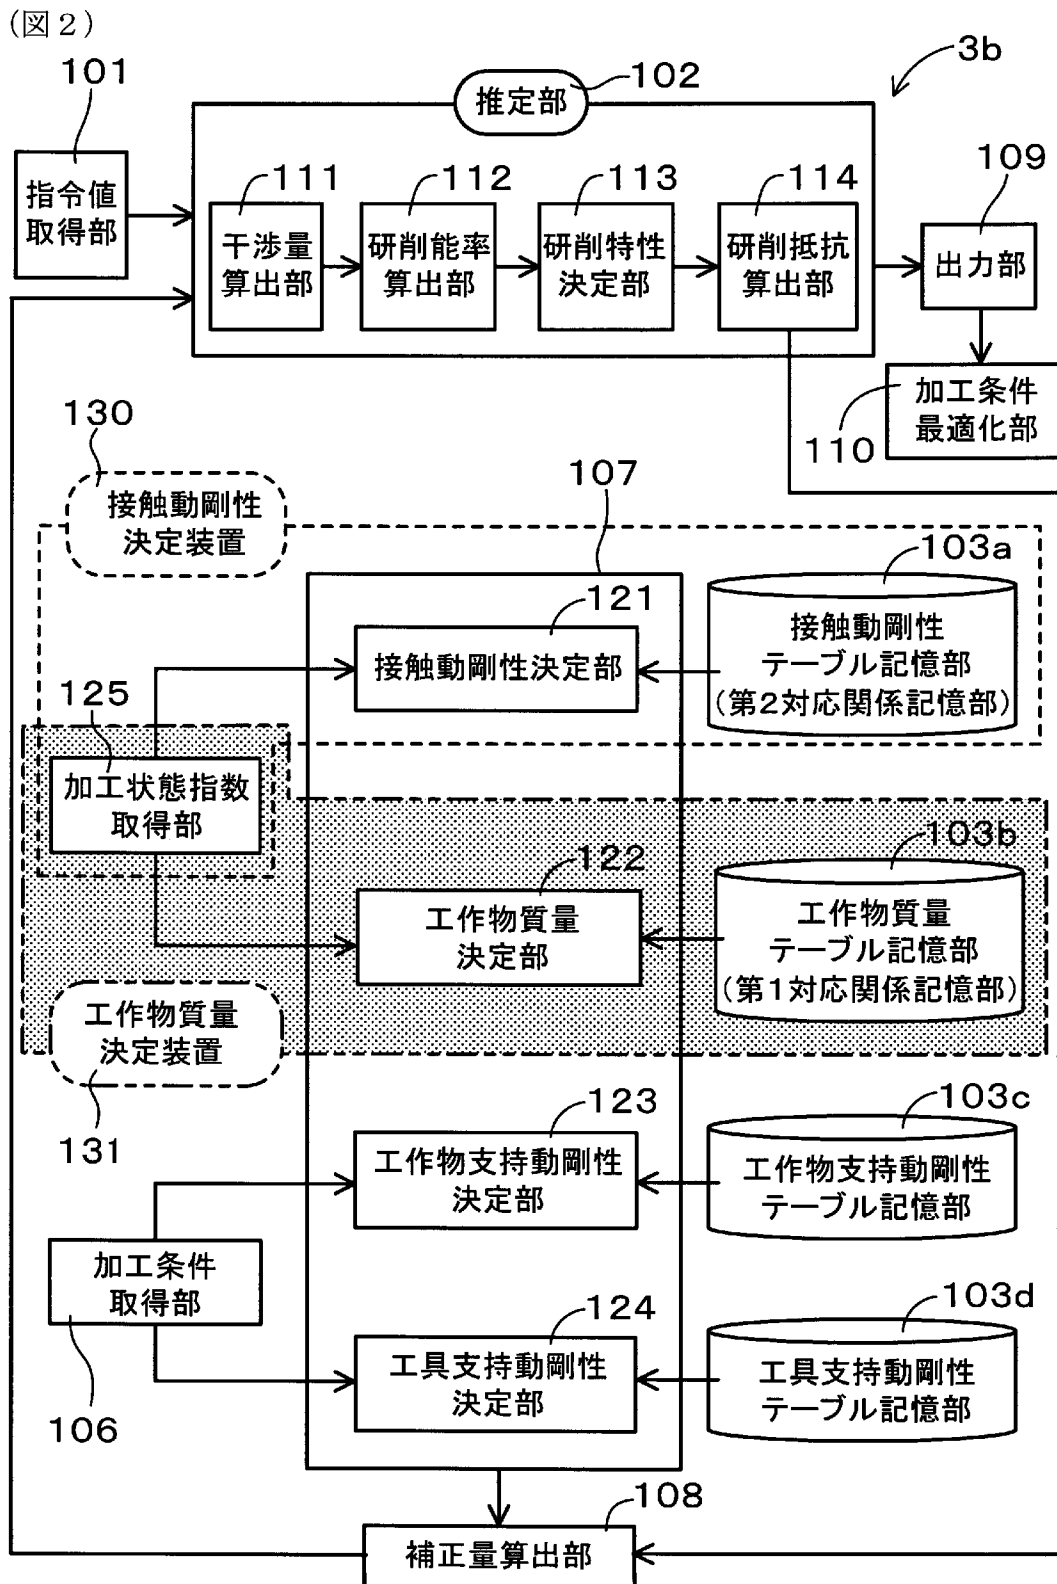 (図2)
3b
101
102
推定部
指令値
取得部
111
112
113
114
109
干渉量
算出部
研削能率
算出部
研削特性
決定部
研削抵抗
算出部
出力部
加工条件
最適化部
110
130
107
接触動剛性
決定装置
103a
121
接触動剛性決定部
接触動剛性
テーブル記憶部
(第2対応関係記憶部)
125
加工状態指数
取得部
122
103b
工作物質量
決定部
工作物質量
テーブル記憶部
(第1対応関係記憶部)
工作物質量
決定装置
131
123
103c
工作物支持動剛性
決定部
工作物支持動剛性
テーブル記憶部
加工条件
取得部
106
124
103d
工具支持動剛性
決定部
工具支持動剛性
テーブル記憶部
108
補正量算出部